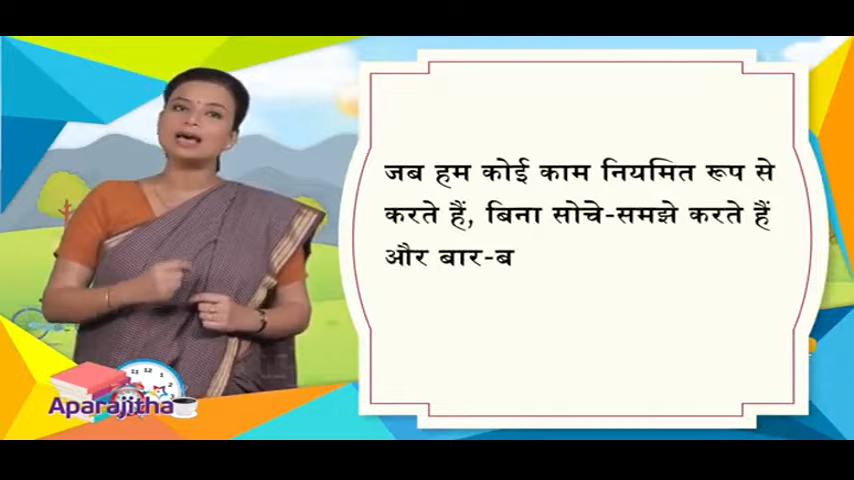 जब हम कोई काम नियमित रूप से
करते हैं, बिना सोचे-समझे करते हैं
और बार-ब
Aparajitha